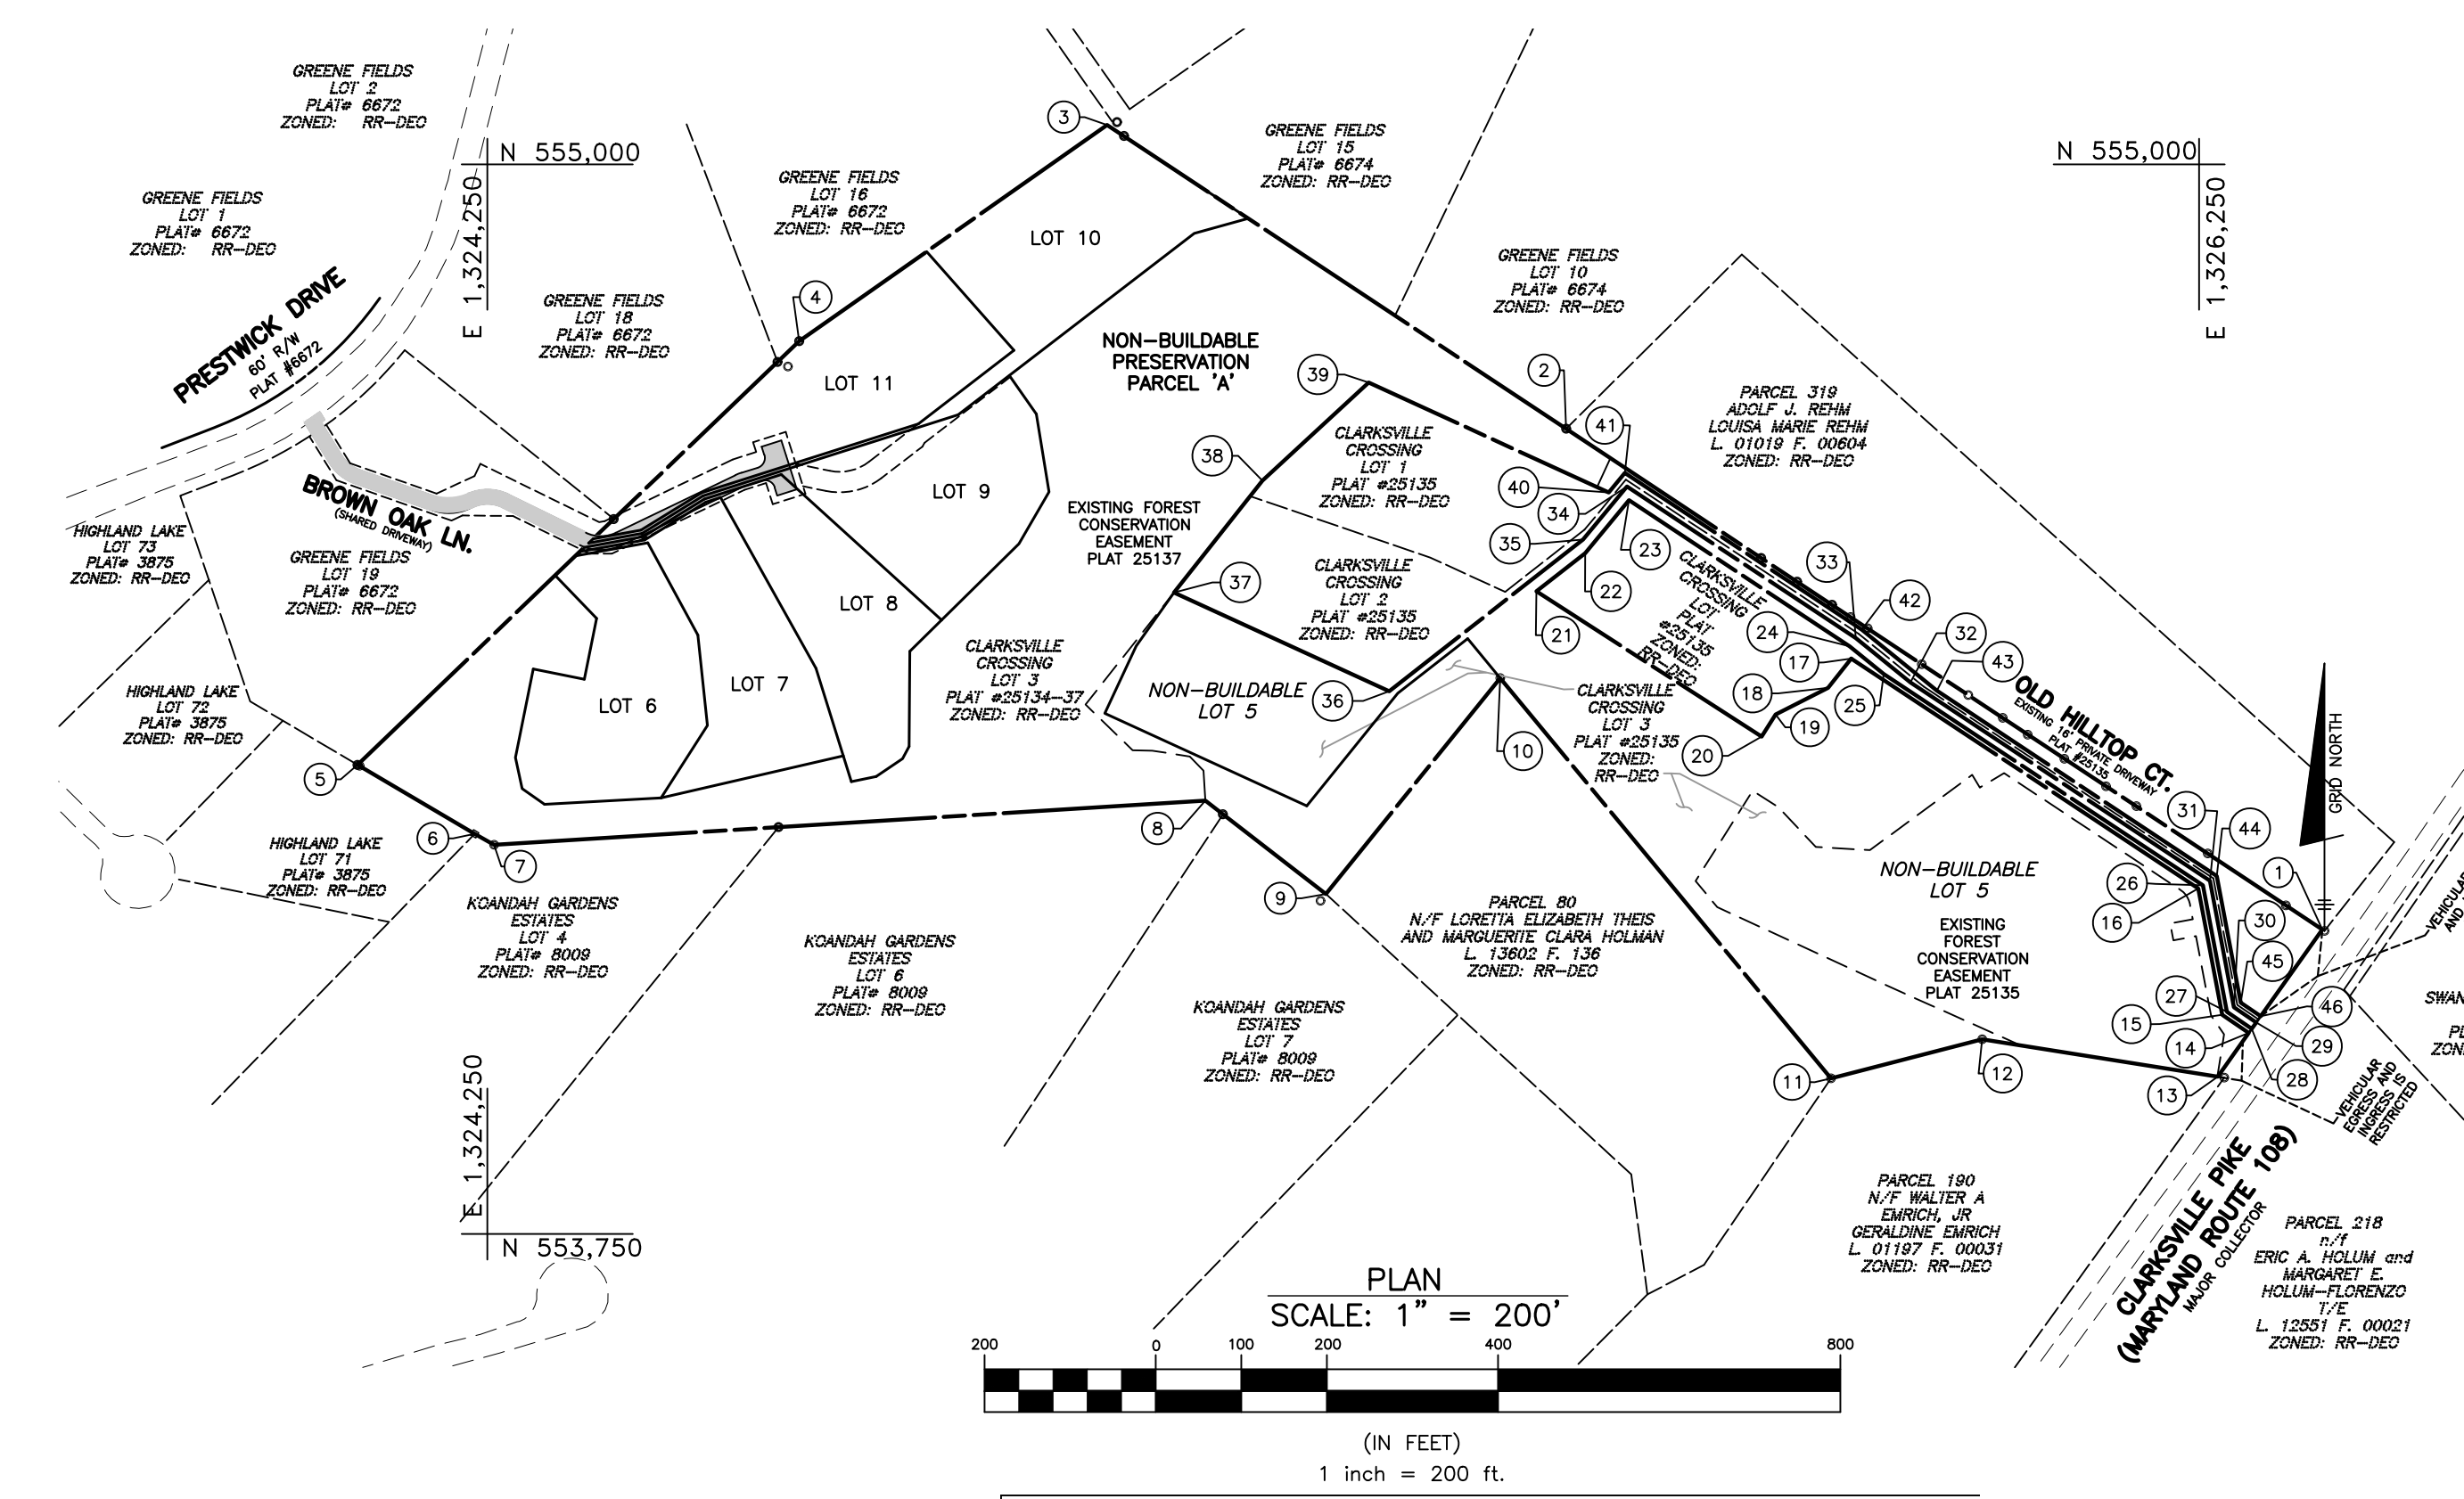 GREENE FIELDS
LOT 2
PLAT# 6672
ZONED: RR-DEO
N 555,000
E 1,324,250
GREENE FIELDS
LOT 1
PLAT# 6672
ZONED: RR-DEO
GREENE FIELDS
LOT 16
PLAT# 6672
ZONED: RR-DEO
3
GREENE FIELDS
LOT 15
PLAT# 6674
ZONED: RR-DEO
N 555,000
E 1,326,250
LOT 10
GREENE FIELDS
LOT 10
PLAT# 6674
ZONED: RR-DEO
PRESTWICK DRIVE
60' R/W
PLAT #6672
GREENE FIELDS
LOT 18
PLAT# 6672
ZONED: RR-DEO
4
LOT 11
NON-BUILDABLE
PRESERVATION
PARCEL 'A'
39
2
41
PARCEL 319
ADOLF J. REHM
LOUISA MARIE REHM
L. 01019 F. 00604
ZONED: RR-DEO
38
CLARKSVILLE
CROSSING
LOT 1
PLAT #25135
ZONED: RR-DEO
40
34
35
BROWN OAK LN.
(SHARED DRIVEWAY)
LOT 9
EXISTING FOREST
CONSERVATION
EASEMENT
PLAT 25137
HIGHLAND LAKE
LOT 73
PLAT# 3875
ZONED: RR-DEO
GREENE FIELDS
LOT 19
PLAT# 6672
ZONED: RR-DEO
LOT 8
37
CLARKSVILLE
CROSSING
LOT 2
PLAT #25135
ZONED: RR-DEO
23
22
21
CLARKSVILLE
CROSSING
LOT
PLAT
#25135
ZONED:
RR-DEO
33
42
24
32
17
43
18
25
19
20
OLD HILLTOP CT.
EXISTING 16' PRIVATE DRIVEWAY
PLAT #25135
GRID NORTH
HIGHLAND LAKE
LOT 72
PLAT# 3875
ZONED: RR-DEO
LOT 6
LOT 7
CLARKSVILLE
CROSSING
LOT 3
PLAT #25134-37
ZONED: RR-DEO
NON-BUILDABLE
LOT 5
36
10
CLARKSVILLE
CROSSING
LOT 3
PLAT #25135
ZONED:
RR-DEO
5
6
7
8
9
31
44
1
HIGHLAND LAKE
LOT 71
PLAT# 3875
ZONED: RR-DEO
KOANDAH GARDENS
ESTATES
LOT 4
PLAT# 8009
ZONED: RR-DEO
KOANDAH GARDENS
ESTATES
LOT 6
PLAT# 8009
ZONED: RR-DEO
KOANDAH GARDENS
ESTATES
LOT 7
PLAT# 8009
ZONED: RR-DEO
PARCEL 80
N/F LORETTA ELIZABETH THEIS
AND MARGUERITE CLARA HOLMAN
L. 13602 F. 136
ZONED: RR-DEO
NON-BUILDABLE
LOT 5
EXISTING
FOREST
CONSERVATION
EASEMENT
PLAT 25135
26
16
30
45
27
46
15
14
29
28
13
12
11
VEHICULAR
AND
SWAN
PL
ZON
VEHICULAR
EGRESS AND
INGRESS IS
RESTRICTED
E 1,324,250
N 553,750
PARCEL 190
N/F WALTER A
EMRICH, JR
GERALDINE EMRICH
L. 01197 F. 00031
ZONED: RR-DEO
CLARKSVILLE PIKE
(MARYLAND ROUTE 108)
MAJOR COLLECTOR
PARCEL 218
n/f
ERIC A. HOLUM and
MARGARET E.
HOLUM-FLORENZO
T/E
L. 12551 F. 00021
ZONED: RR-DEO
PLAN
SCALE: 1" = 200'
200 0 100 200 400 800
(IN FEET)
1 inch = 200 ft.